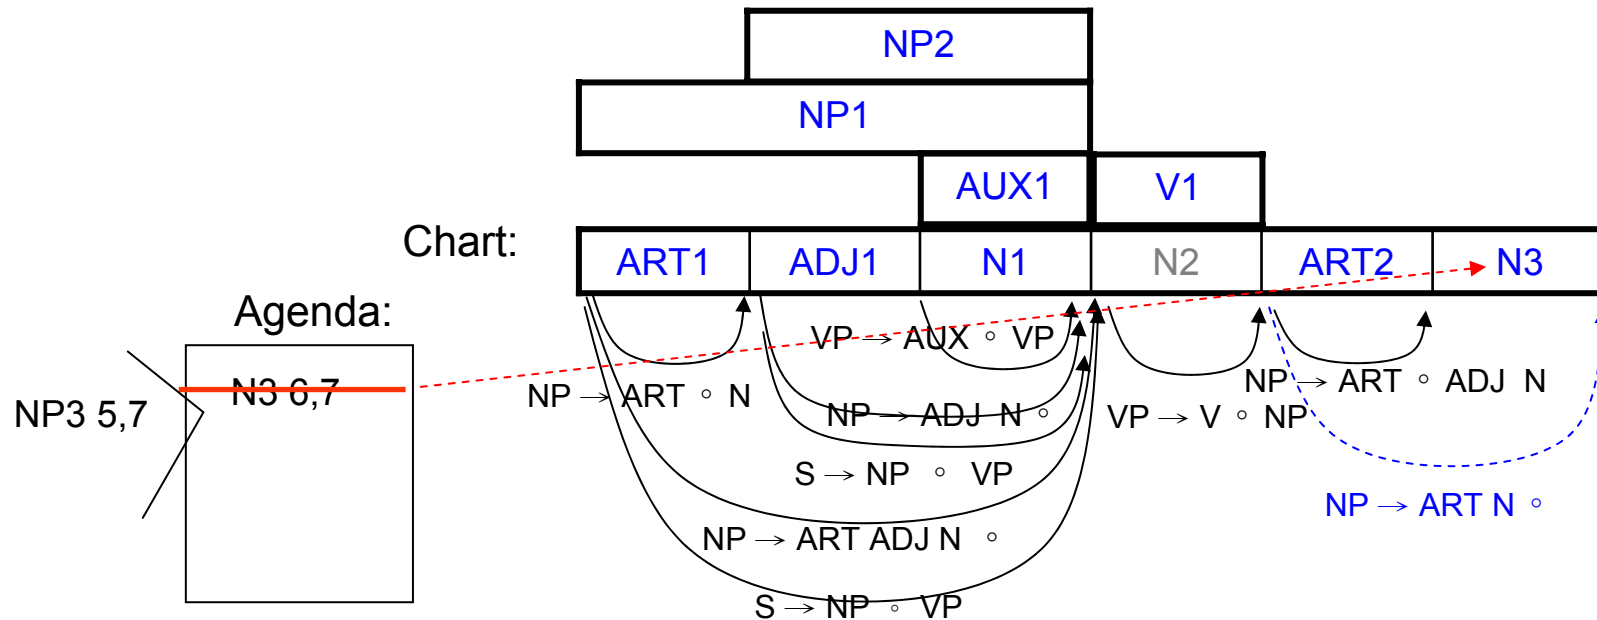 NP2
NP1
AUX1 V1
Chart:
ART1 ADJ1 N1 N2 ART2 N3
Agenda:
VP → AUX ° VP
N3 6,7
NP → ART ° N
NP → ART ° ADJ N
NP3 5,7
NP → ADJ N °
VP → V ° NP
S → NP ° VP
NP → ART N °
NP → ART ADJ N °
S → NP ° VP